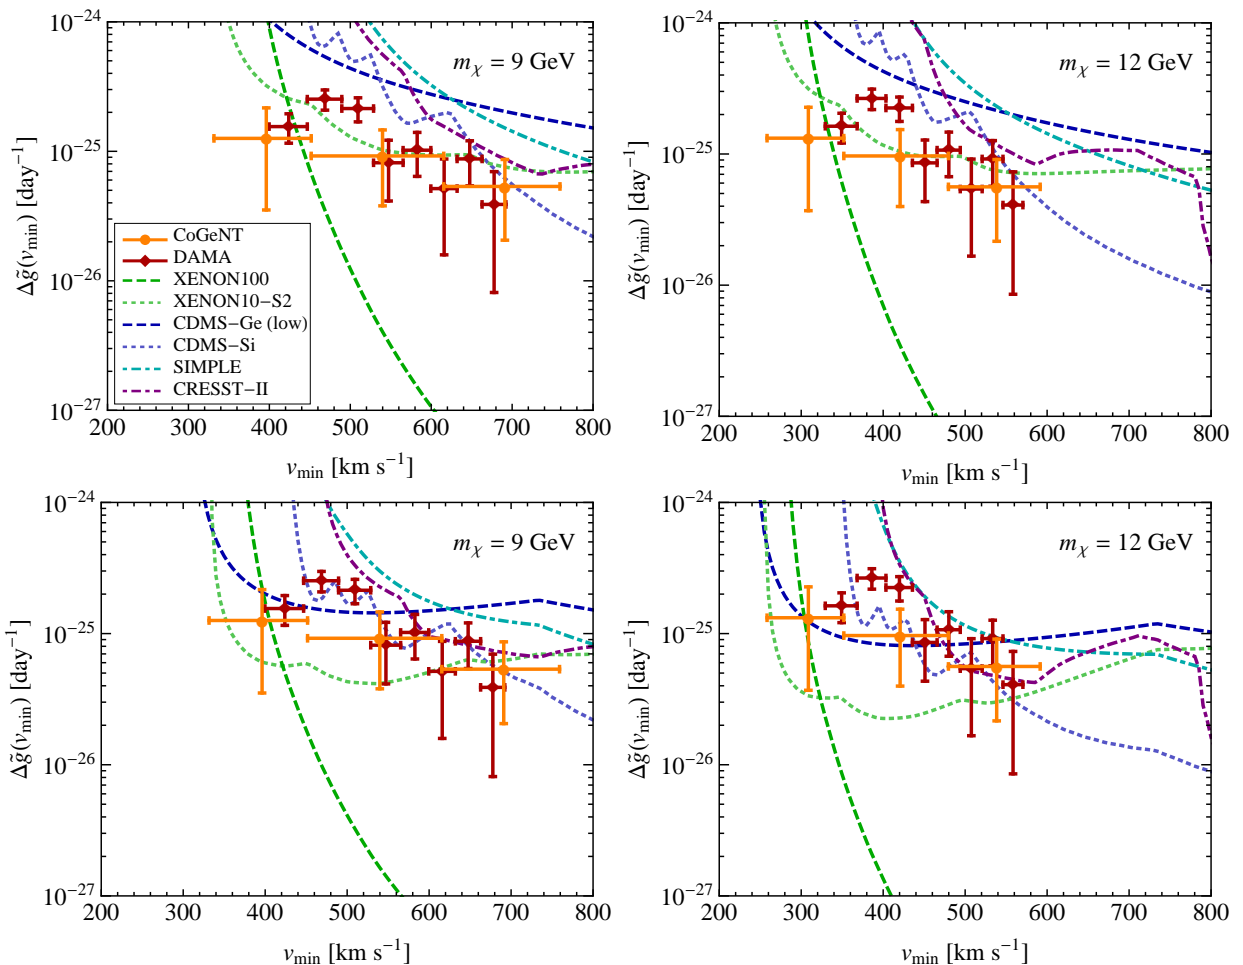 10⁻²⁴
10⁻²⁵
10⁻²⁶
10⁻²⁷
Δg̃(v_min) [day⁻¹]
m_χ = 9 GeV
CoGeNT
DAMA
XENON100
XENON10−S2
CDMS−Ge (low)
CDMS−Si
SIMPLE
CRESST−II
200 300 400 500 600 700 800
v_min [km s⁻¹]
10⁻²⁴
10⁻²⁵
10⁻²⁶
10⁻²⁷
Δg̃(v_min) [day⁻¹]
m_χ = 12 GeV
200 300 400 500 600 700 800
v_min [km s⁻¹]
10⁻²⁴
10⁻²⁵
10⁻²⁶
10⁻²⁷
Δg̃(v_min) [day⁻¹]
m_χ = 9 GeV
200 300 400 500 600 700 800
v_min [km s⁻¹]
10⁻²⁴
10⁻²⁵
10⁻²⁶
10⁻²⁷
Δg̃(v_min) [day⁻¹]
m_χ = 12 GeV
200 300 400 500 600 700 800
v_min [km s⁻¹]